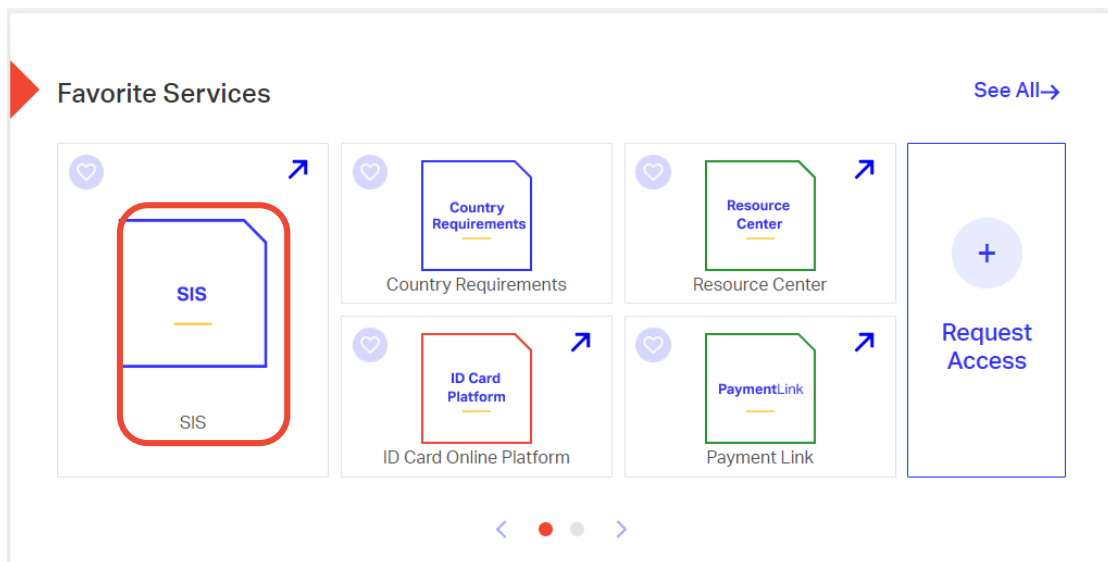 Favorite Services
See All→
SIS
SIS
Country
Requirements
Country Requirements
Resource
Center
Resource Center
ID Card
Platform
ID Card Online Platform
PaymentLink
Payment Link
+
Request
Access